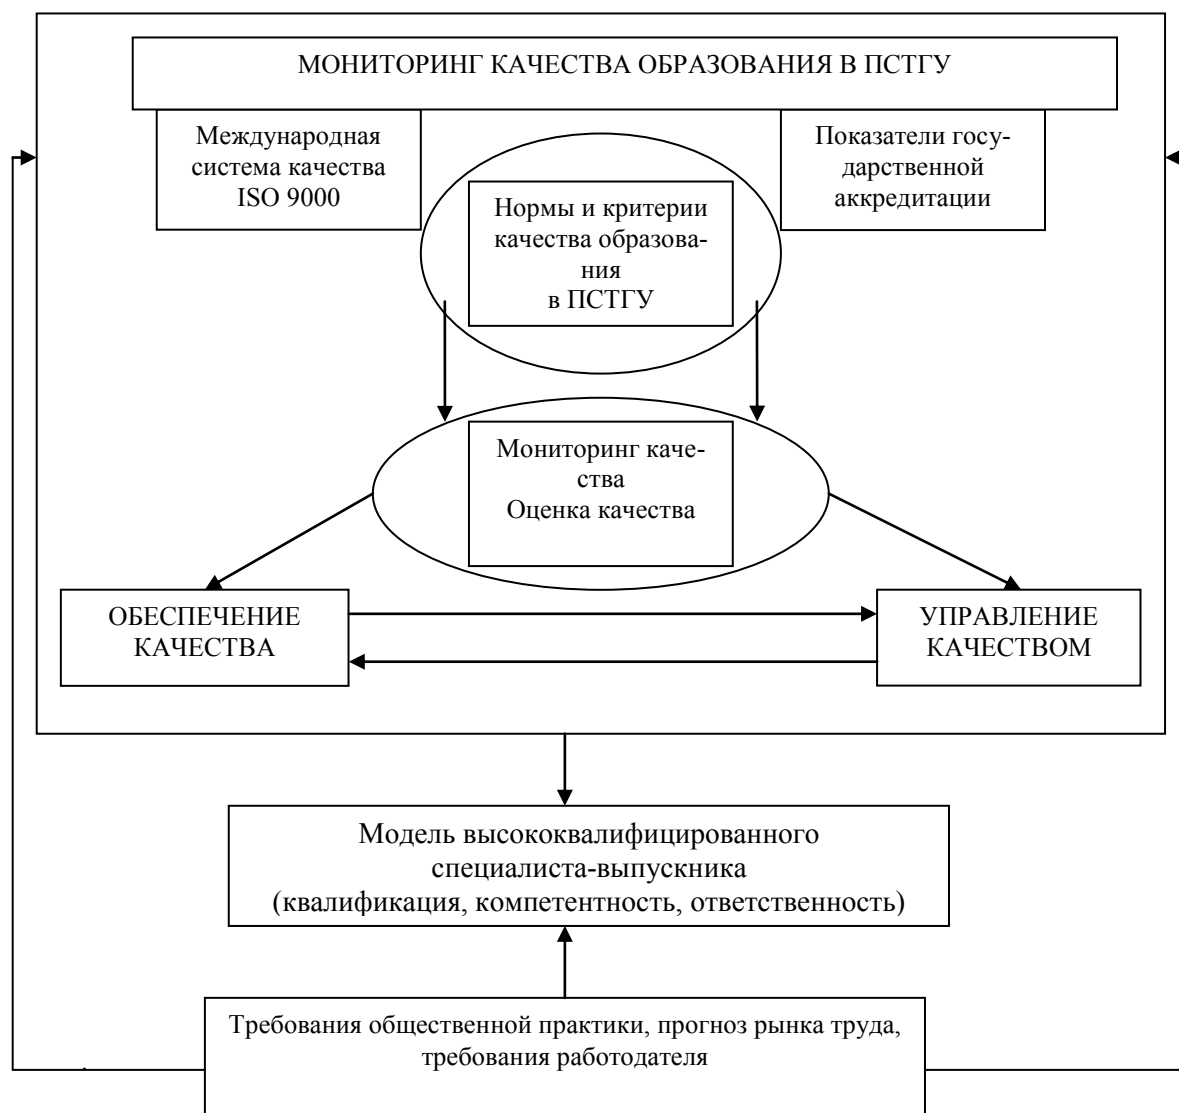 МОНИТОРИНГ КАЧЕСТВА ОБРАЗОВАНИЯ В ПСТГУ
Международная
система качества
ISO 9000
Показатели госу-
дарственной
аккредитации
Нормы и критерии
качества образова-
ния
в ПСТГУ
Мониторинг каче-
ства
Оценка качества
ОБЕСПЕЧЕНИЕ
КАЧЕСТВА
УПРАВЛЕНИЕ
КАЧЕСТВОМ
Модель высококвалифицированного
специалиста-выпускника
(квалификация, компетентность, ответственность)
Требования общественной практики, прогноз рынка труда,
требования работодателя